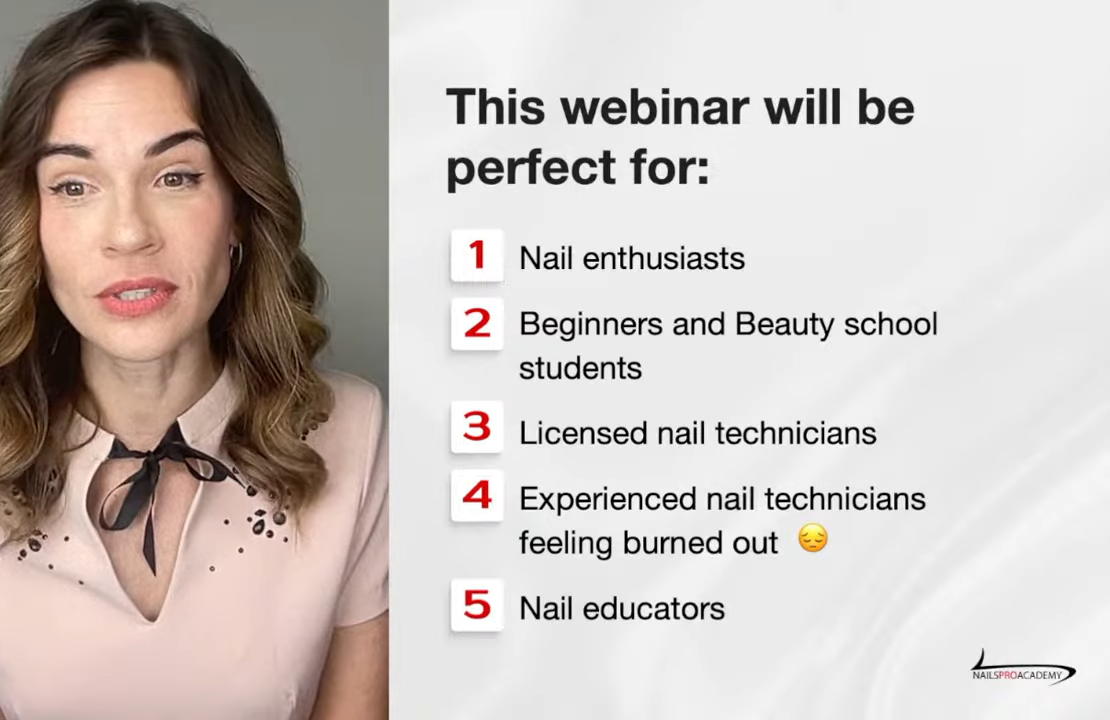 This webinar will be
perfect for:
1 Nail enthusiasts
2 Beginners and Beauty school
students
3 Licensed nail technicians
4 Experienced nail technicians
feeling burned out 😔
5 Nail educators
NAILSPROACADEMY